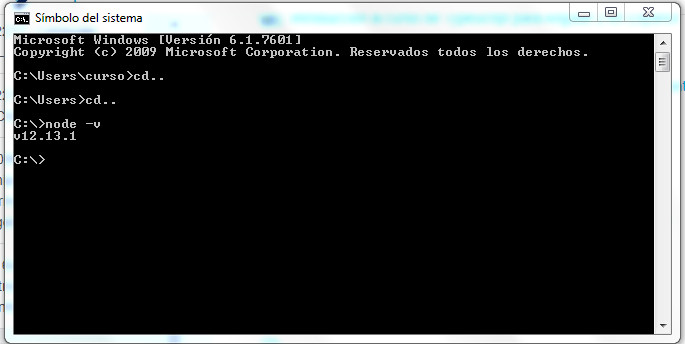 Símbolo del sistema
Microsoft Windows [Versión 6.1.7601]
Copyright (c) 2009 Microsoft Corporation. Reservados todos los derechos.
C:\Users\curso>cd..
C:\Users>cd..
C:\>node -v
v12.13.1
C:\>